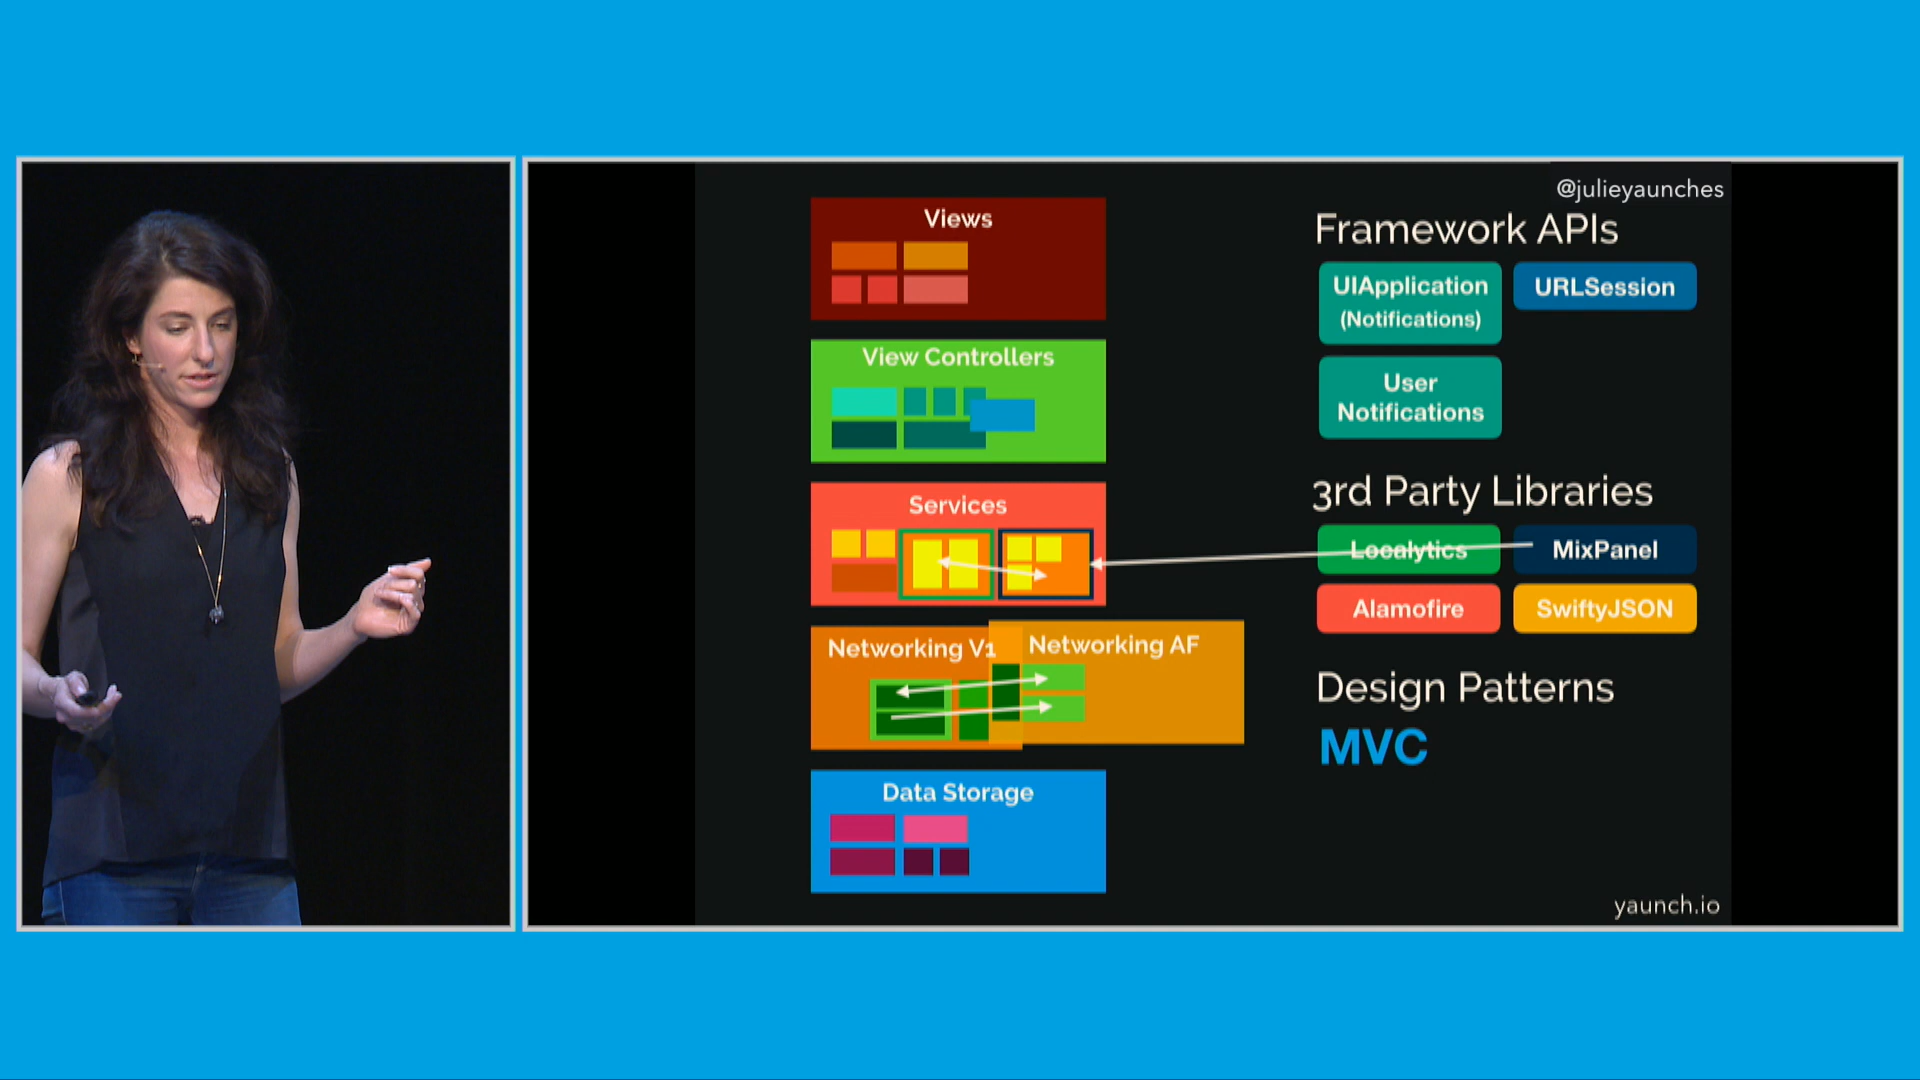 @julieyaunches
Views
View Controllers
Services
Networking V1
Networking AF
Data Storage
Framework APIs
UIApplication
(Notifications)
URLSession
User
Notifications
3rd Party Libraries
Localytics
MixPanel
Alamofire
SwiftyJSON
Design Patterns
MVC
yaunch.io